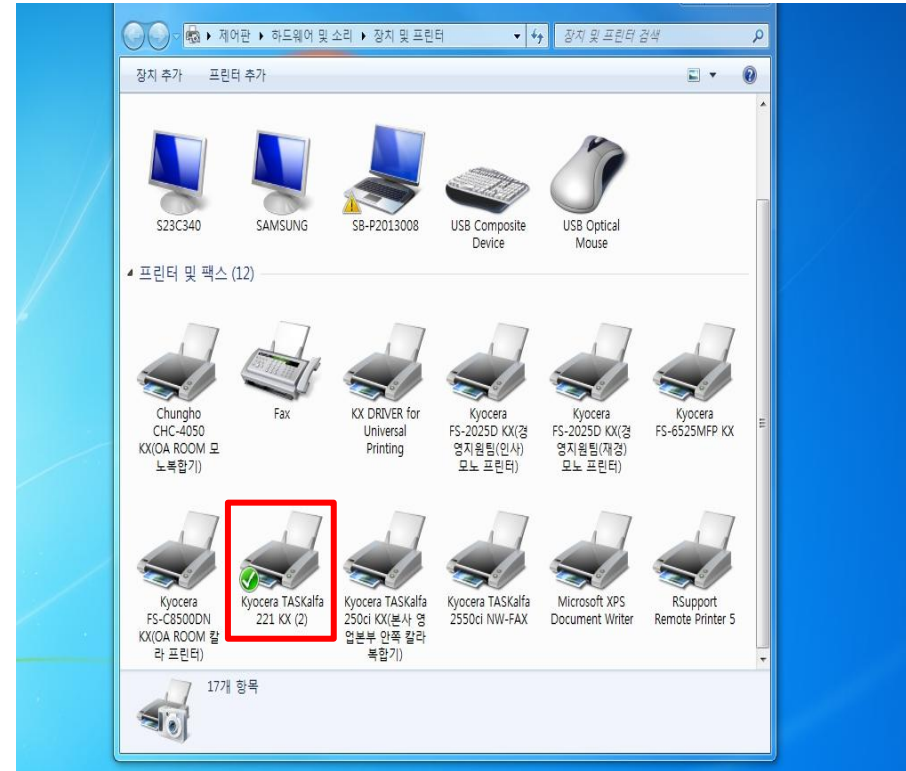 제어판 ▸ 하드웨어 및 소리 ▸ 장치 및 프린터
장치 및 프린터 검색
장치 추가 프린터 추가
S23C340
SAMSUNG
SB-P2013008
USB Composite
Device
USB Optical
Mouse
프린터 및 팩스 (12)
Chungho
CHC-4050
KX(OA ROOM 모
노복합기)
Fax
KX DRIVER for
Universal
Printing
Kyocera
FS-2025D KX(경
영지원팀(인사)
모노 프린터)
Kyocera
FS-2025D KX(경
영지원팀(재경)
모노 프린터)
Kyocera
FS-6525MFP KX
Kyocera
FS-C8500DN
KX(OA ROOM 칼
라 프린터)
Kyocera TASKalfa
221 KX (2)
Kyocera TASKalfa
250ci KX(본사 영
업본부 안쪽 칼라
복합기)
Kyocera TASKalfa
2550ci NW-FAX
Microsoft XPS
Document Writer
RSupport
Remote Printer 5
17개 항목